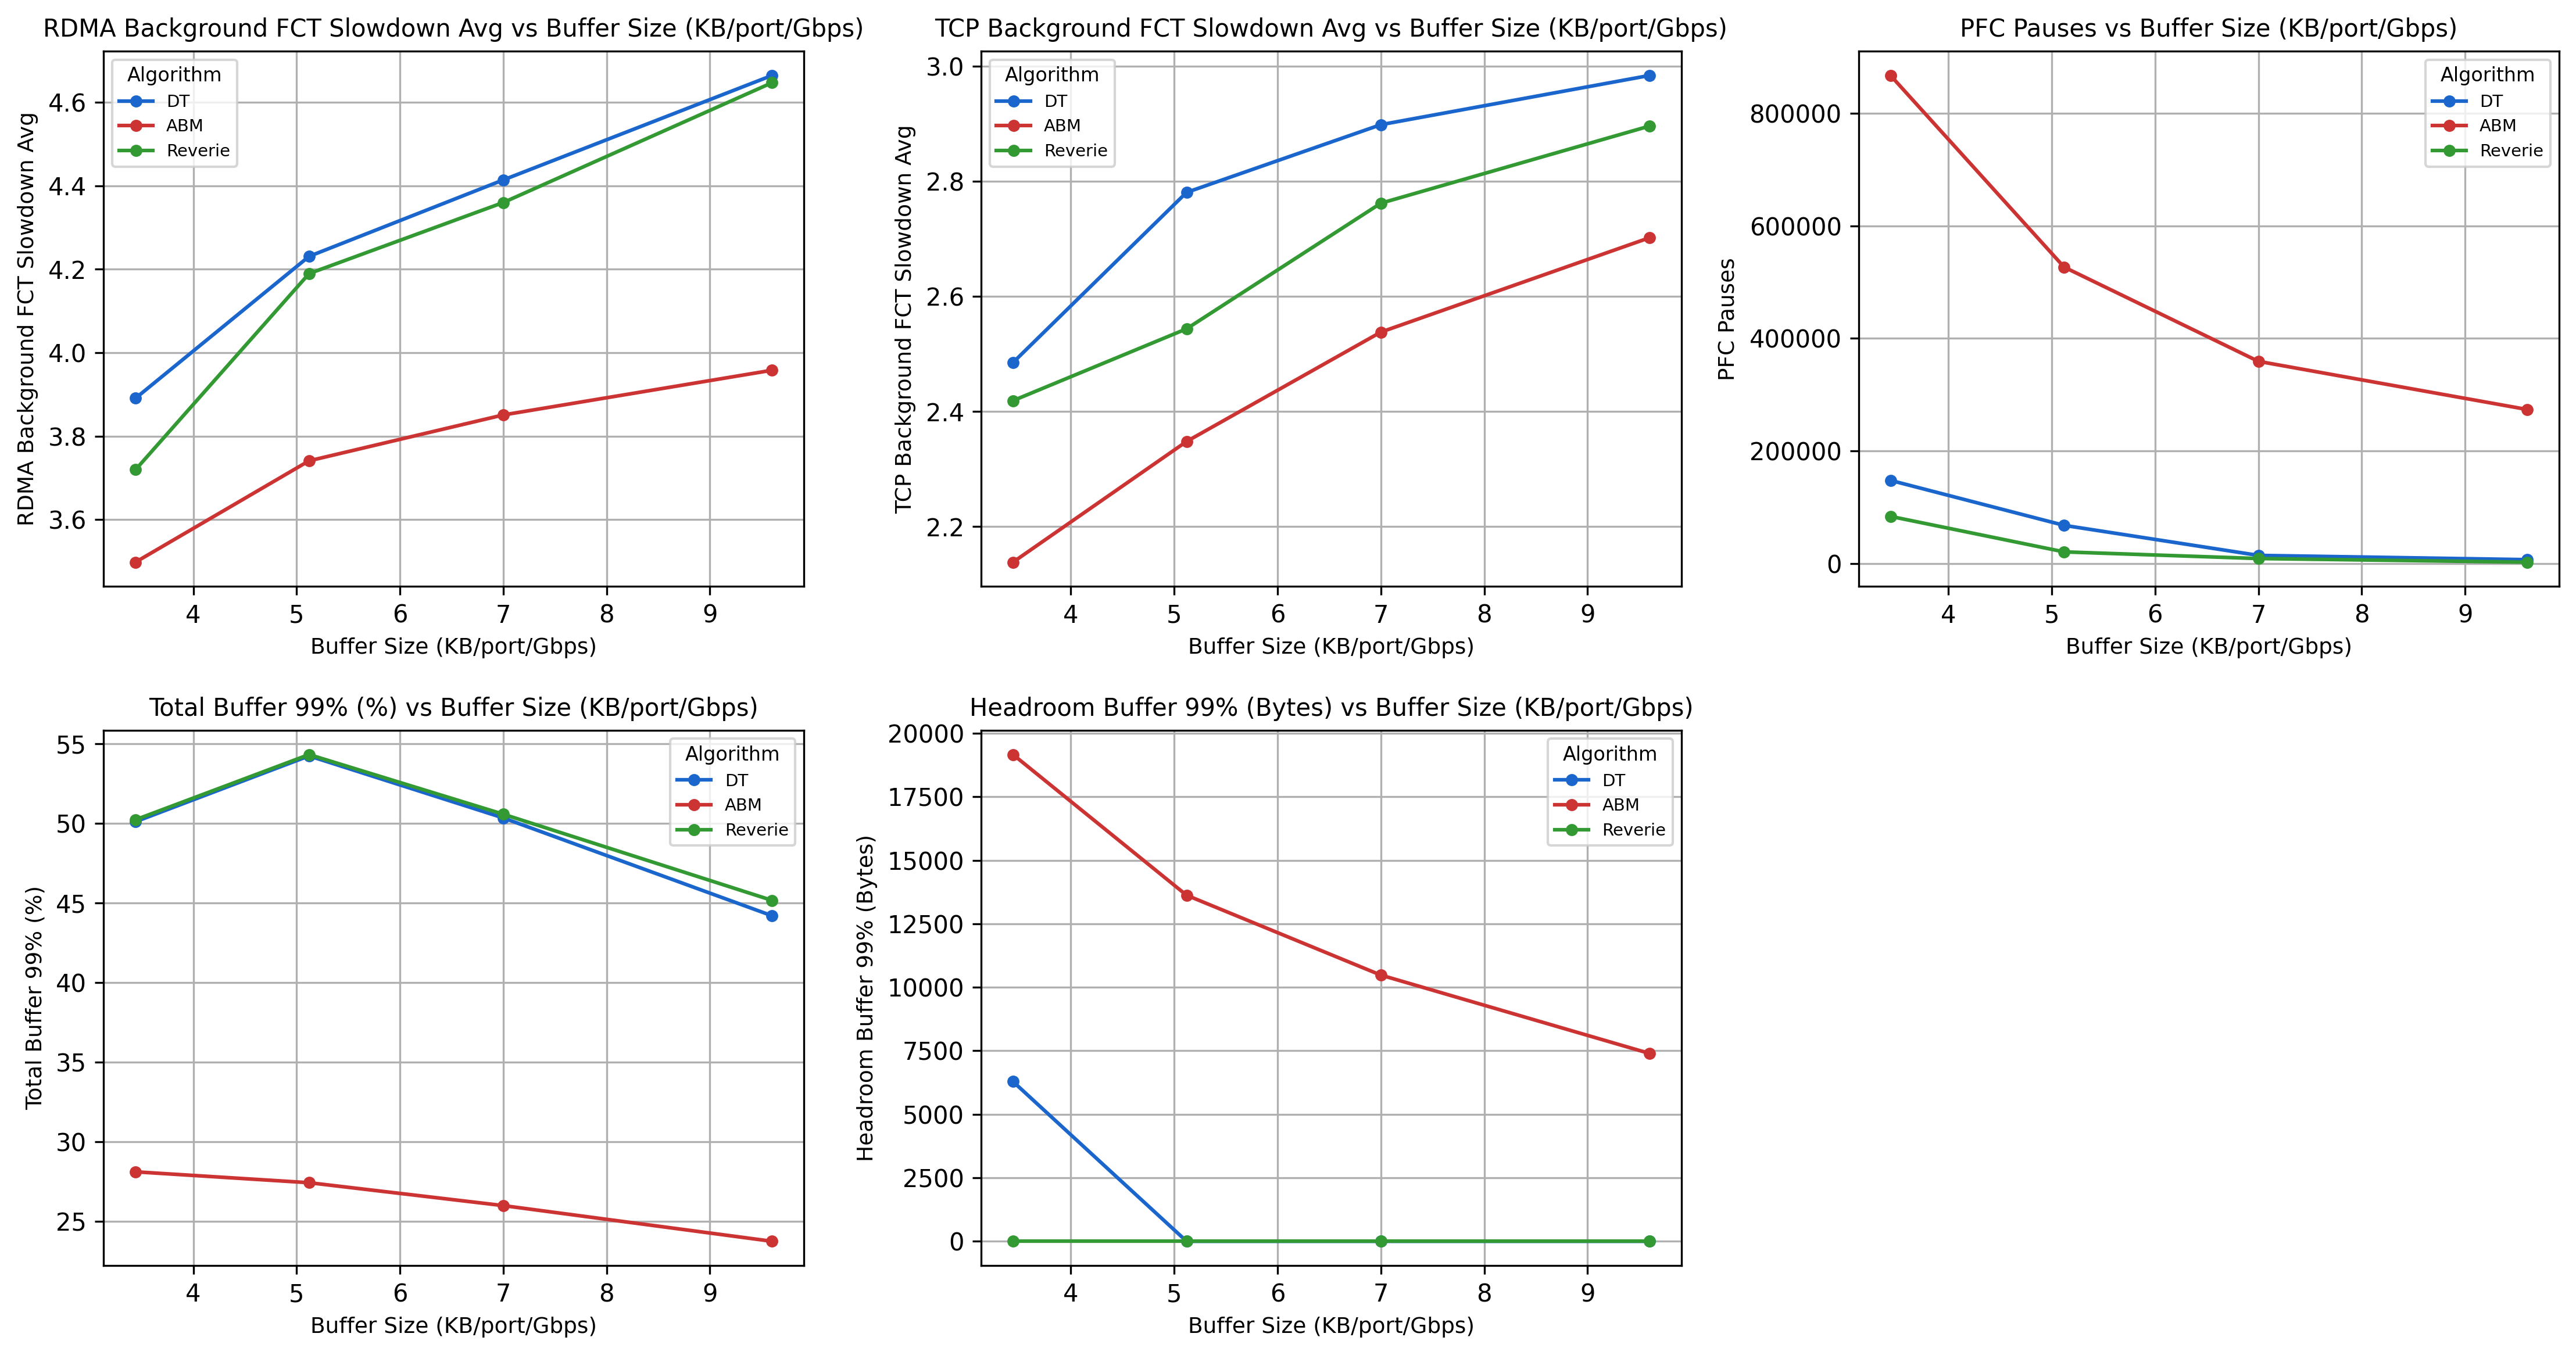 RDMA Background FCT Slowdown Avg vs Buffer Size (KB/port/Gbps)
RDMA Background FCT Slowdown Avg
4.6
4.4
4.2
4.0
3.8
3.6
Algorithm
DT
ABM
Reverie
4 5 6 7 8 9
Buffer Size (KB/port/Gbps)
TCP Background FCT Slowdown Avg vs Buffer Size (KB/port/Gbps)
TCP Background FCT Slowdown Avg
3.0
2.8
2.6
2.4
2.2
Algorithm
DT
ABM
Reverie
4 5 6 7 8 9
Buffer Size (KB/port/Gbps)
PFC Pauses vs Buffer Size (KB/port/Gbps)
PFC Pauses
800000
600000
400000
200000
0
Algorithm
DT
ABM
Reverie
4 5 6 7 8 9
Buffer Size (KB/port/Gbps)
Total Buffer 99% (%) vs Buffer Size (KB/port/Gbps)
Total Buffer 99% (%)
55
50
45
40
35
30
25
Algorithm
DT
ABM
Reverie
4 5 6 7 8 9
Buffer Size (KB/port/Gbps)
Headroom Buffer 99% (Bytes) vs Buffer Size (KB/port/Gbps)
Headroom Buffer 99% (Bytes)
20000
17500
15000
12500
10000
7500
5000
2500
0
Algorithm
DT
ABM
Reverie
4 5 6 7 8 9
Buffer Size (KB/port/Gbps)